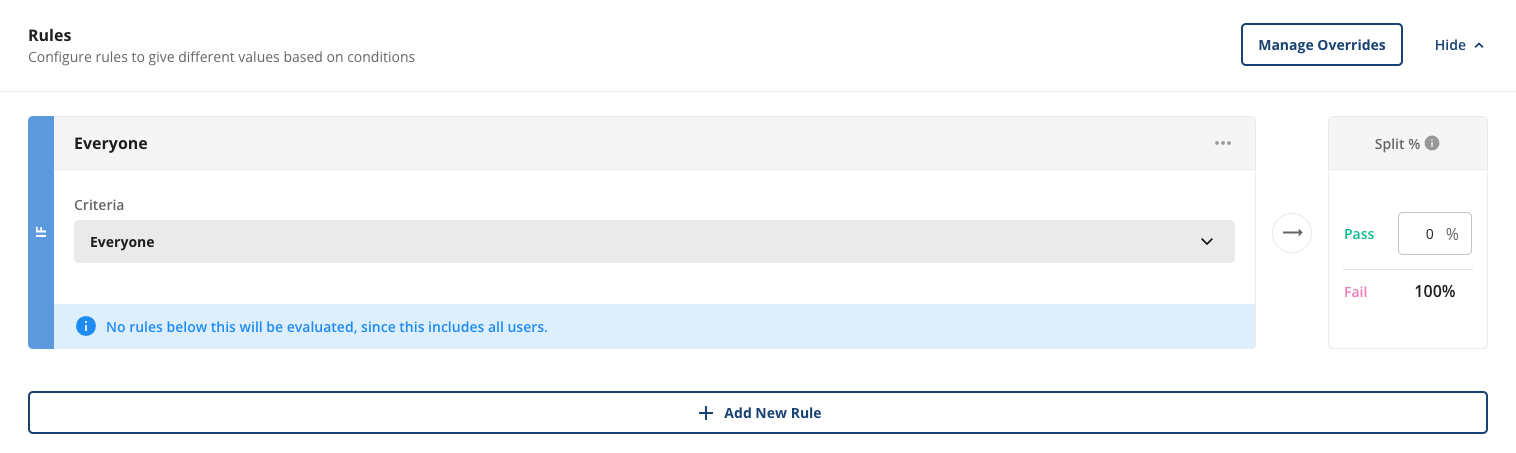 Rules
Configure rules to give different values based on conditions
Manage Overrides
Hide
IF
Everyone
Split %
Criteria
Everyone
Pass 0 %
Fail 100%
No rules below this will be evaluated, since this includes all users.
Add New Rule